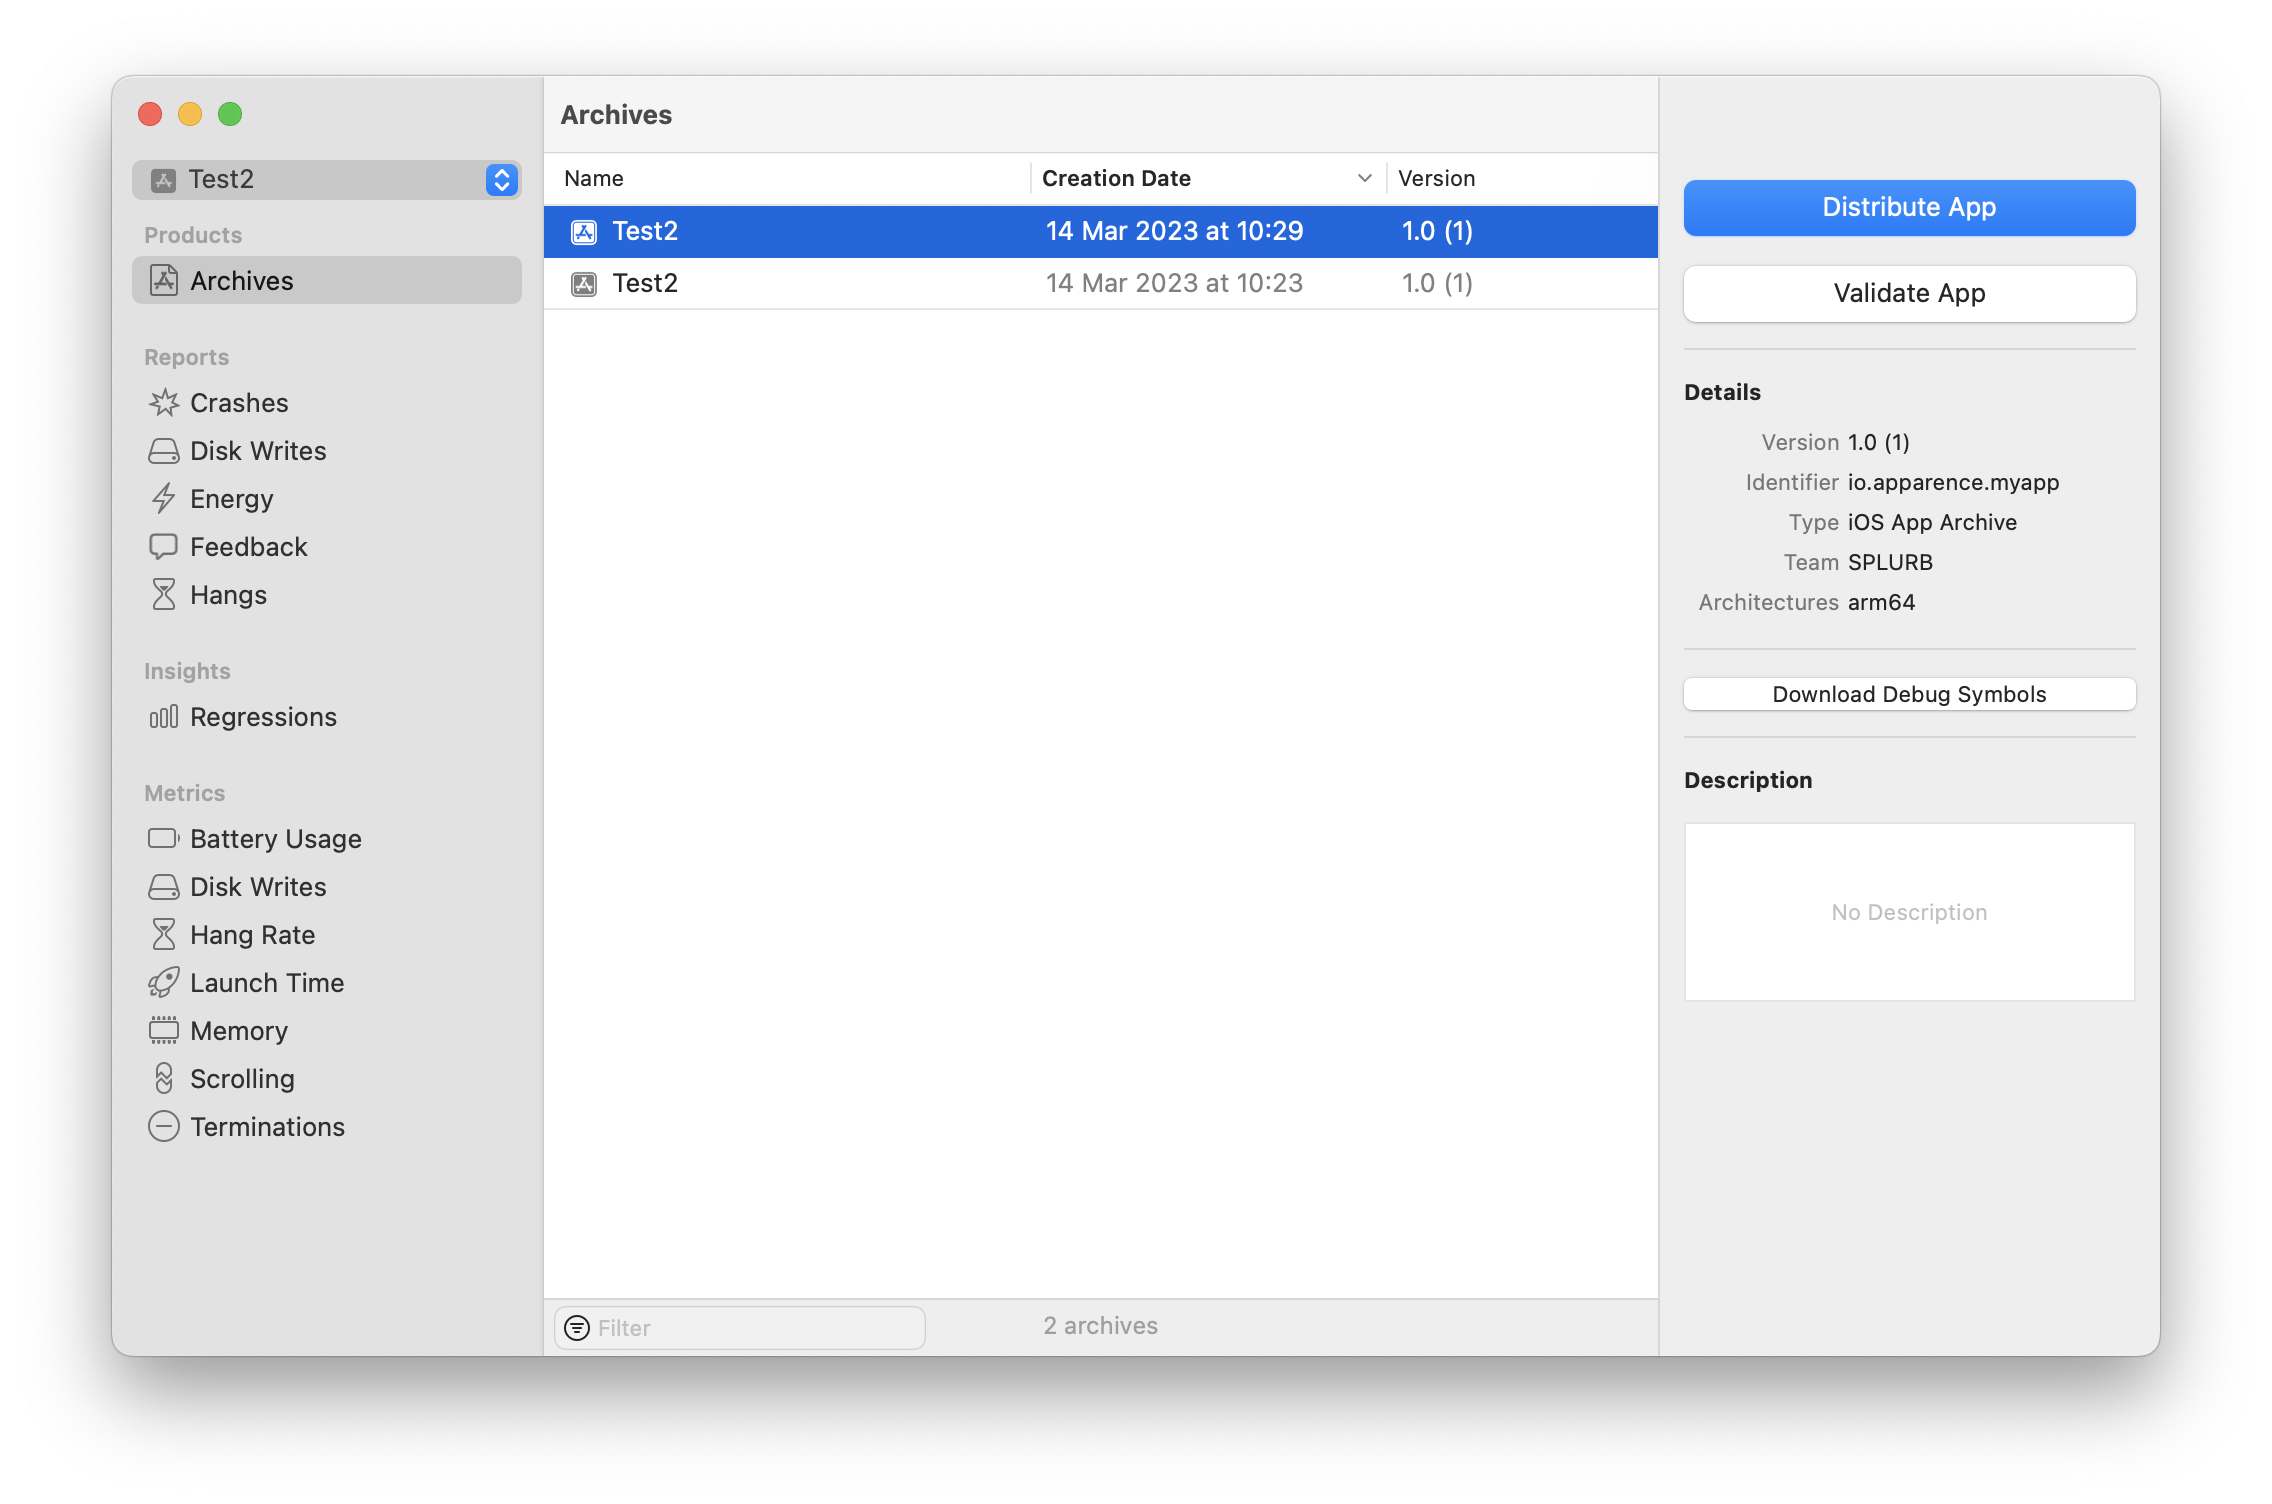 Test2
Products
Archives
Reports
Crashes
Disk Writes
Energy
Feedback
Hangs
Insights
Regressions
Metrics
Battery Usage
Disk Writes
Hang Rate
Launch Time
Memory
Scrolling
Terminations
Archives
Name Creation Date Version
Test2 14 Mar 2023 at 10:29 1.0 (1)
Test2 14 Mar 2023 at 10:23 1.0 (1)
Filter 2 archives
Distribute App
Validate App
Details
Version 1.0 (1)
Identifier io.apparence.myapp
Type iOS App Archive
Team SPLURB
Architectures arm64
Download Debug Symbols
Description
No Description